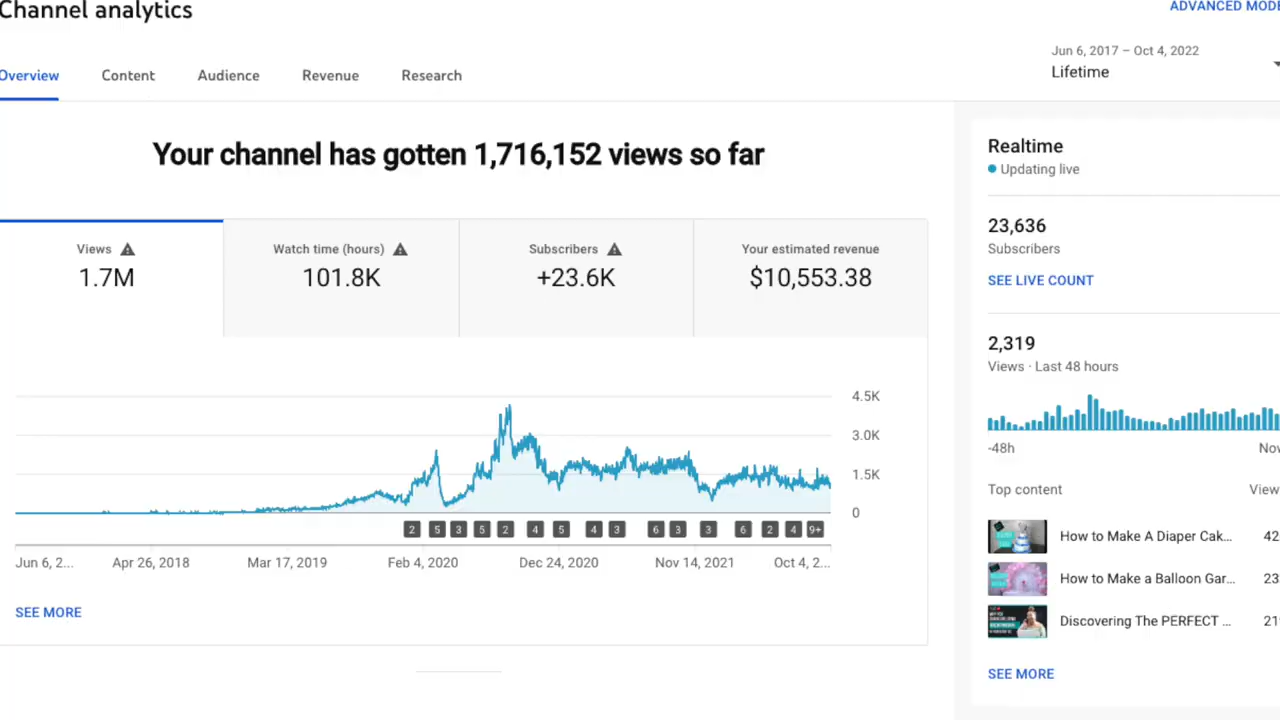 Channel analytics
ADVANCED MODE
Jun 6, 2017 – Oct 4, 2022
Lifetime
Overview Content Audience Revenue Research
Your channel has gotten 1,716,152 views so far
Views
1.7M
Watch time (hours)
101.8K
Subscribers
+23.6K
Your estimated revenue
$10,553.38
4.5K
3.0K
1.5K
0
2 5 3 5 2 4 5 4 3 6 3 3 6 2 4 9+
Jun 6, 2... Apr 26, 2018 Mar 17, 2019 Feb 4, 2020 Dec 24, 2020 Nov 14, 2021 Oct 4, 2...
SEE MORE
Realtime
Updating live
23,636
Subscribers
SEE LIVE COUNT
2,319
Views · Last 48 hours
-48h Nov
Top content View
How to Make A Diaper Cak... 42
How to Make a Balloon Gar... 23
Discovering The PERFECT ... 21
SEE MORE